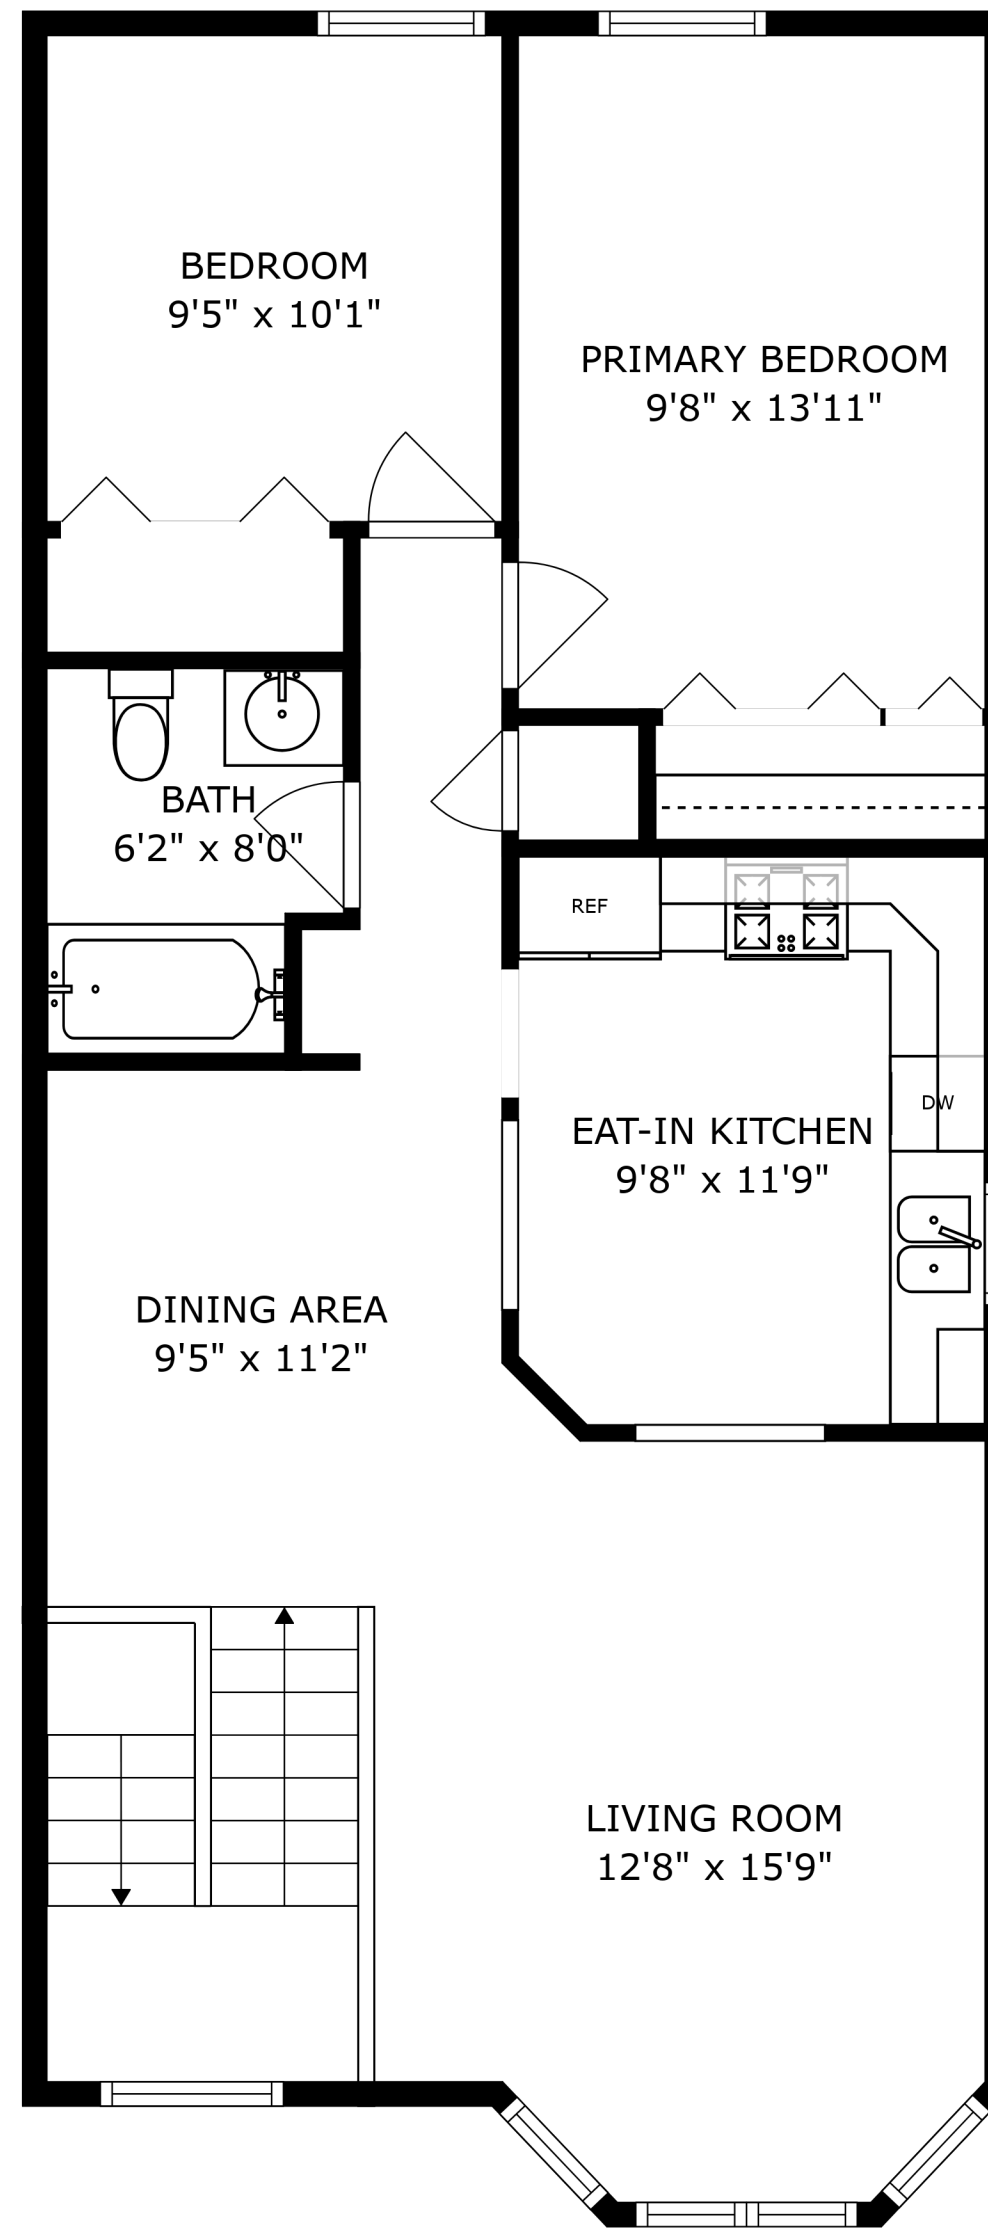 BEDROOM
9'5" x 10'1"
PRIMARY BEDROOM
9'8" x 13'11"
BATH
6'2" x 8'0"
REF
DW
EAT-IN KITCHEN
9'8" x 11'9"
DINING AREA
9'5" x 11'2"
LIVING ROOM
12'8" x 15'9"